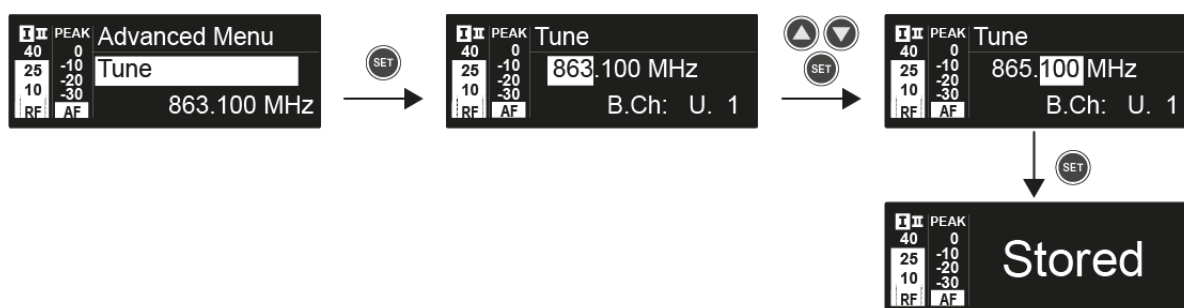 I II PEAK Advanced Menu
40 0
25 -10 Tune
10 -20
-30
RF AF 863.100 MHz
SET
I II PEAK Tune
40 0
25 -10 863.100 MHz
10 -20
-30
RF AF B.Ch: U. 1
SET
I II PEAK Tune
40 0
25 -10 865.100 MHz
10 -20
-30
RF AF B.Ch: U. 1
SET
I II PEAK
40 0
25 -10 Stored
10 -20
-30
RF AF